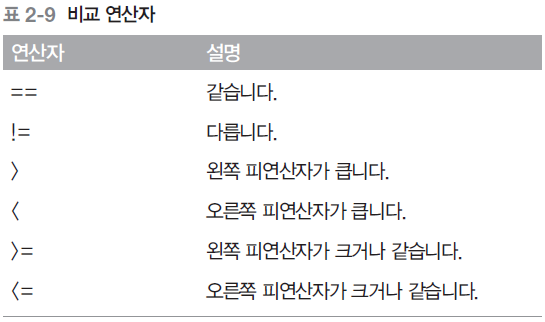 표 2-9 비교 연산자
연산자 설명
== 같습니다.
!= 다릅니다.
> 왼쪽 피연산자가 큽니다.
< 오른쪽 피연산자가 큽니다.
>= 왼쪽 피연산자가 크거나 같습니다.
<= 오른쪽 피연산자가 크거나 같습니다.